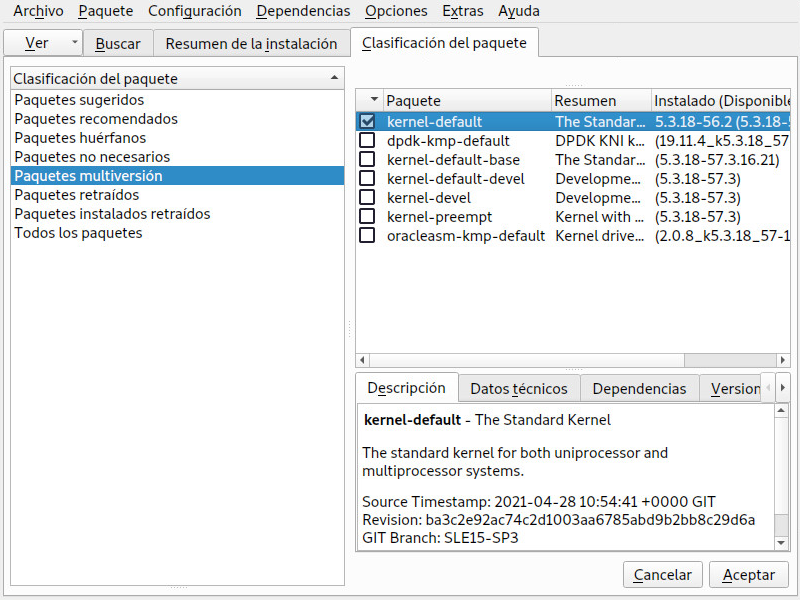 Archivo Paquete Configuración Dependencias Opciones Extras Ayuda
Ver Buscar Resumen de la instalación Clasificación del paquete
Clasificación del paquete
Paquetes sugeridos
Paquetes recomendados
Paquetes huérfanos
Paquetes no necesarios
Paquetes multiversión
Paquetes retraídos
Paquetes instalados retraídos
Todos los paquetes
Paquete Resumen Instalado (Disponible
kernel-default The Standar... 5.3.18-56.2 (5.3.18-5
dpdk-kmp-default DPDK KNI k... (19.11.4_k5.3.18_57
kernel-default-base The Standar... (5.3.18-57.3.16.21)
kernel-default-devel Developme... (5.3.18-57.3)
kernel-devel Developme... (5.3.18-57.3)
kernel-preempt Kernel with ... (5.3.18-57.3)
oracleasm-kmp-default Kernel drive... (2.0.8_k5.3.18_57-1
Descripción Datos técnicos Dependencias Version
kernel-default - The Standard Kernel
The standard kernel for both uniprocessor and
multiprocessor systems.
Source Timestamp: 2021-04-28 10:54:41 +0000 GIT
Revision: ba3c2e92ac74c2d1003aa6785abd9b2bb8c29d6a
GIT Branch: SLE15-SP3
Cancelar Aceptar